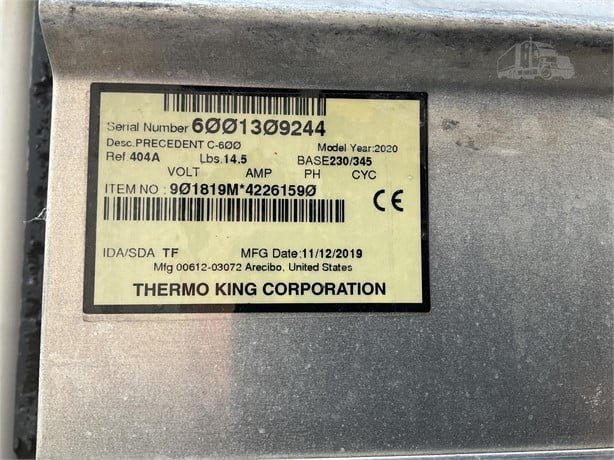 Serial Number 6ØØ13Ø9244
Desc.PRECEDENT C-6ØØ Model Year:2020
Ref.404A Lbs.14.5 BASE230/345
VOLT AMP PH CYC
ITEM NO : 9Ø1819M*4226159Ø
CE
IDA/SDA TF MFG Date:11/12/2019
Mfg 00612-03072 Arecibo, United States
THERMO KING CORPORATION